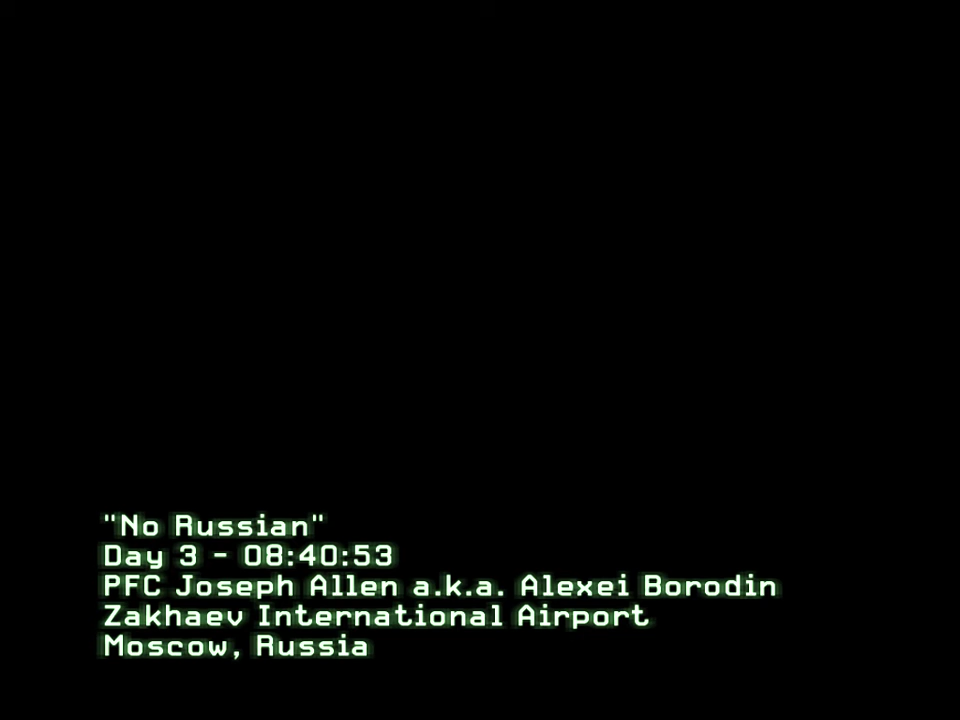 "No Russian"
Day 3 - 08:40:53
PFC Joseph Allen a.k.a. Alexei Borodin
Zakhaev International Airport
Moscow, Russia